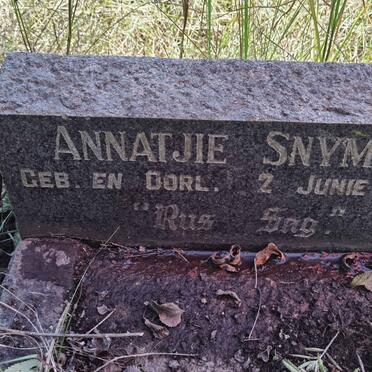 ANNATJIE SNYM
GEB. EN OORL. 2 JUNIE
"Rus Sag."